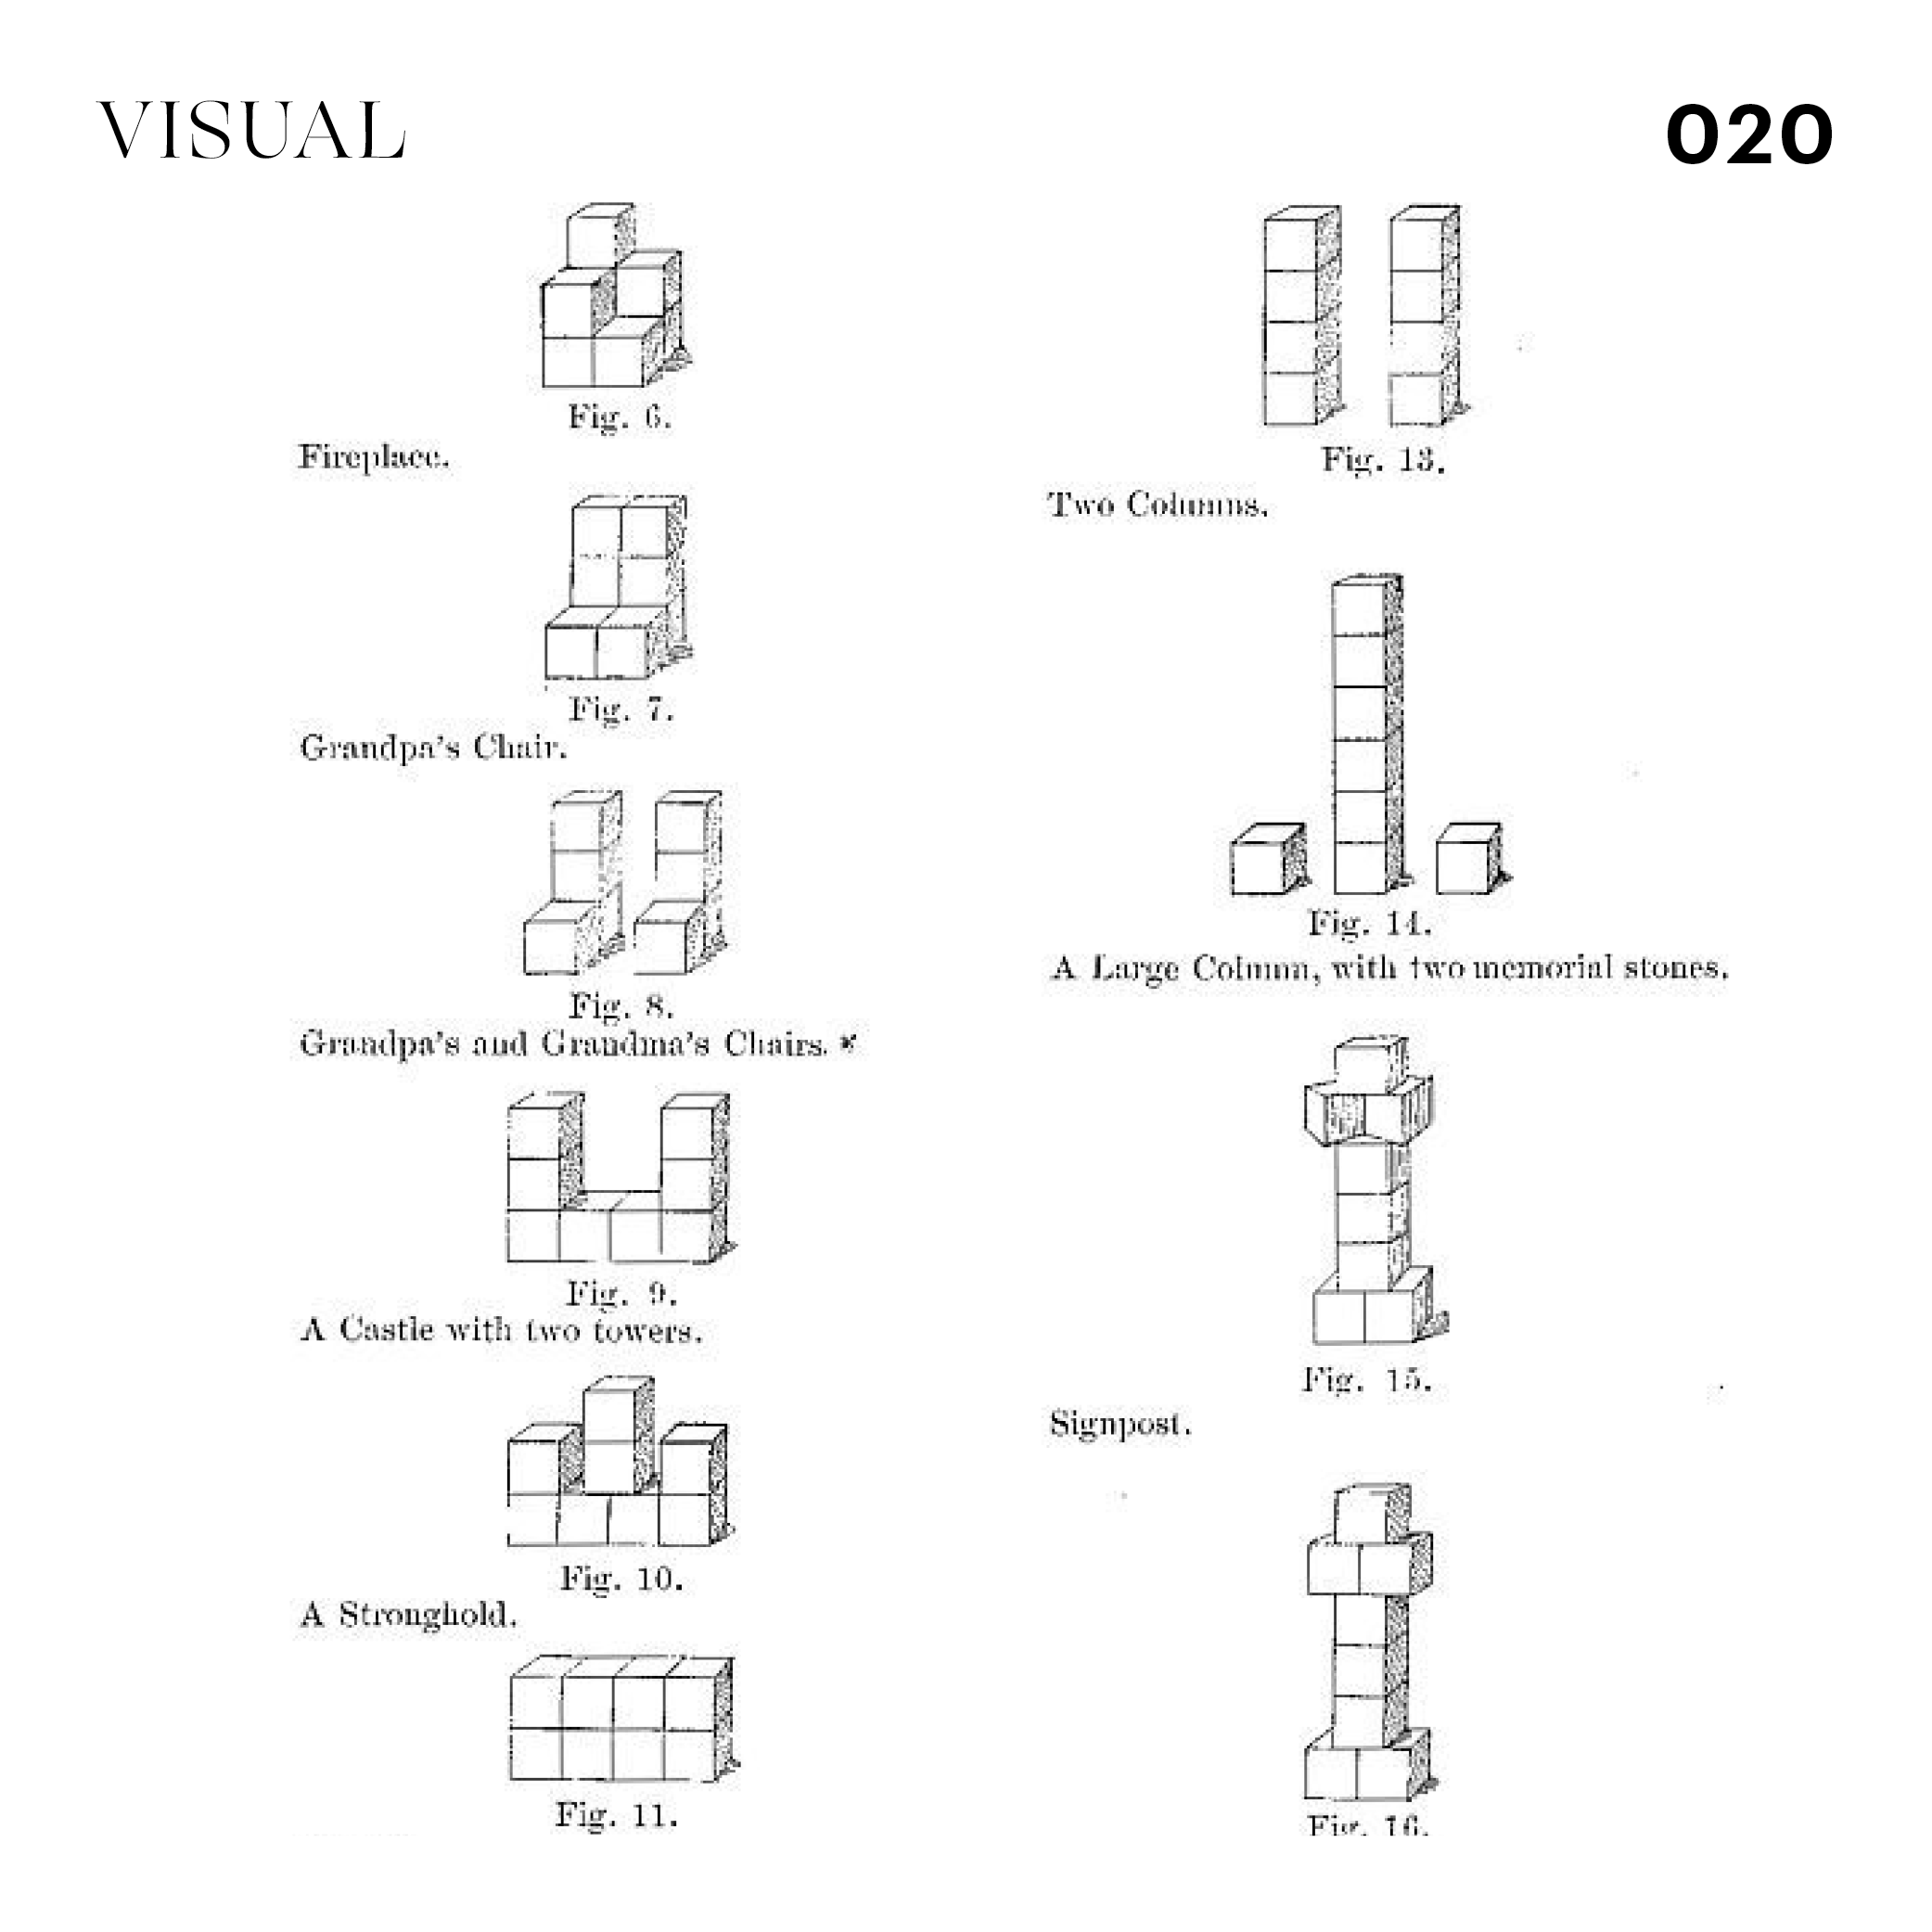 VISUAL
020
Fig. 6.
Fireplace.
Fig. 7.
Grandpa's Chair.
Fig. 8.
Grandpa's and Grandma's Chairs. *
Fig. 9.
A Castle with two towers.
Fig. 10.
A Stronghold.
Fig. 11.
Fig. 13.
Two Columns.
Fig. 14.
A Large Column, with two memorial stones.
Fig. 15.
Signpost.
Fig. 16.